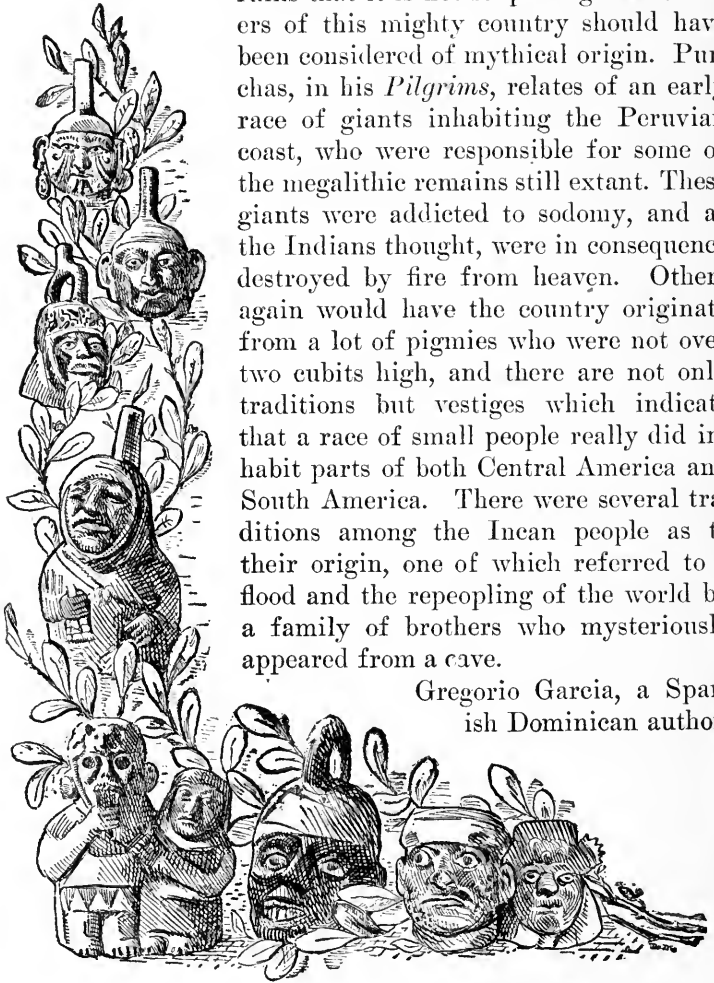 ers of this mighty country should hav
been considered of mythical origin. Pur
chas, in his Pilgrims, relates of an earl
race of giants inhabiting the Peruvia
coast, who were responsible for some o
the megalithic remains still extant. Thes
giants were addicted to sodomy, and a
the Indians thought, were in consequenc
destroyed by fire from heaven. Other
again would have the country originat
from a lot of pigmies who were not ove
two cubits high, and there are not onl
traditions but vestiges which indicat
that a race of small people really did in
habit parts of both Central America an
South America. There were several tra
ditions among the Incan people as t
their origin, one of which referred to
flood and the repeopling of the world b
a family of brothers who mysteriousl
appeared from a cave.
Gregorio Garcia, a Span
ish Dominican autho